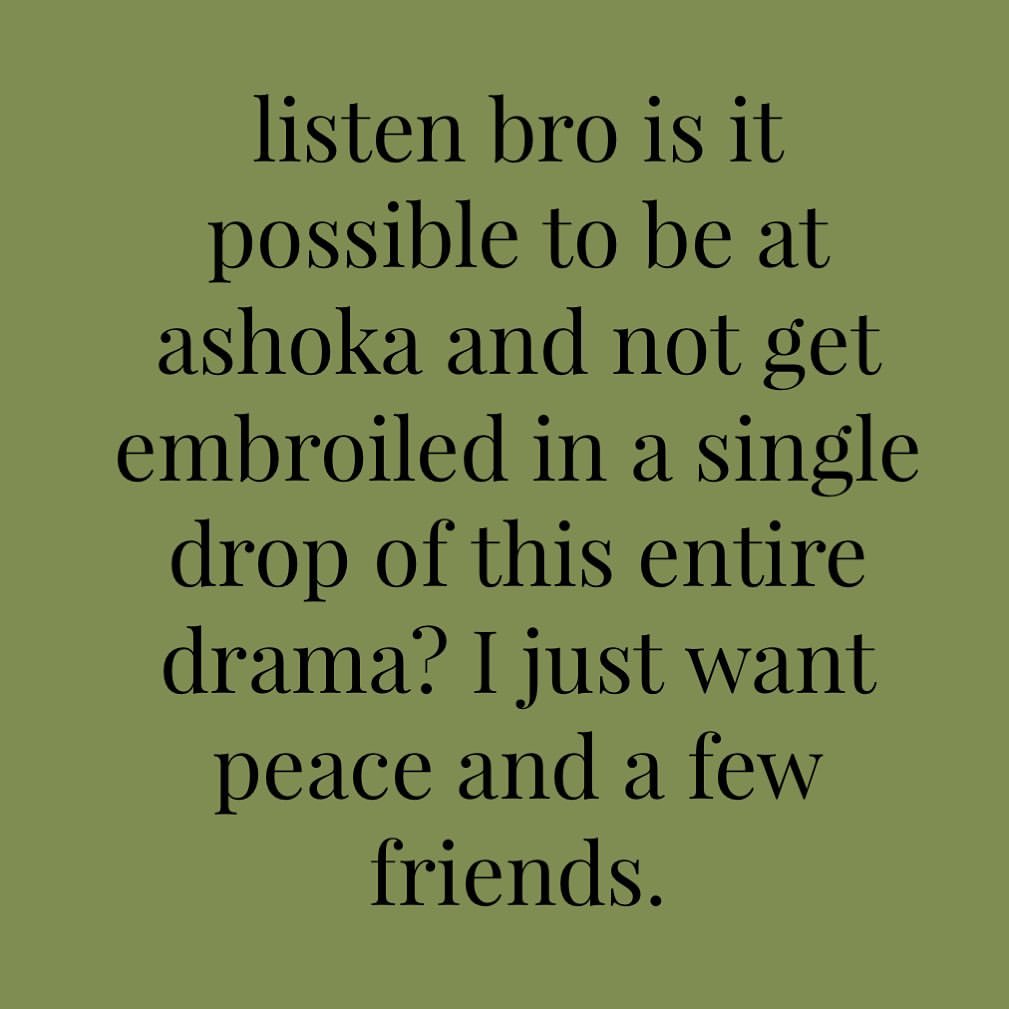 listen bro is it
possible to be at
ashoka and not get
embroiled in a single
drop of this entire
drama? I just want
peace and a few
friends.